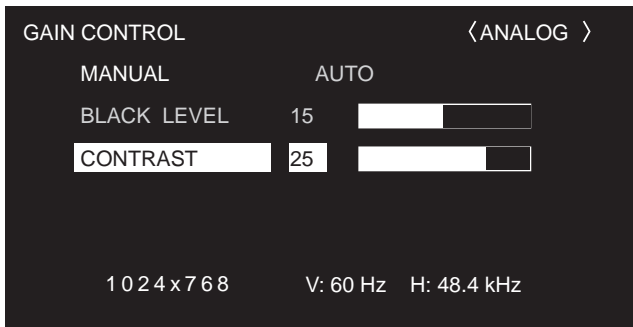 GAIN CONTROL 〈ANALOG 〉
MANUAL AUTO
BLACK LEVEL 15
CONTRAST 25
1024x768 V: 60 Hz H: 48.4 kHz